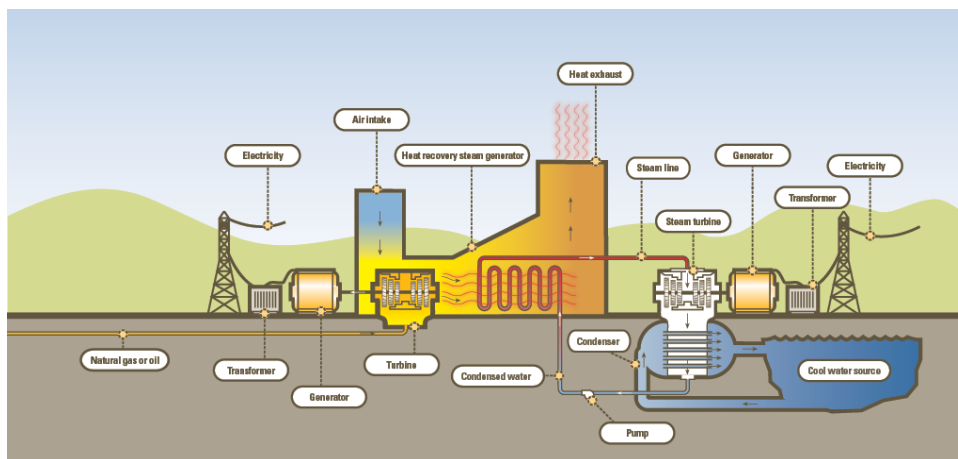 Heat exhaust
Air intake
Electricity
Heat recovery steam generator
Steam line
Generator
Electricity
Transformer
Steam turbine
Natural gas or oil
Transformer
Generator
Turbine
Condensed water
Condenser
Cool water source
Pump